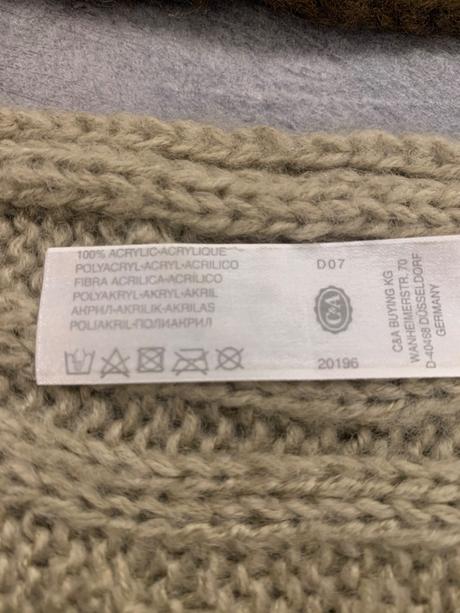 100% ACRYLIC-ACRYLIQUE
POLYACRYL-ACRYL-ACRILICO
FIBRA ACRILICA-ACRÍLICO
POLYAKRYL-AKRYL-AKRIL
АКРИЛ-AKRILIK-AKRILAS
POLIAKRIL-ПОЛИАКРИЛ
D07
C&A
20196
C&A BUYING KG
WANHEIMERSTR. 70
D-40468 DÜSSELDORF
GERMANY